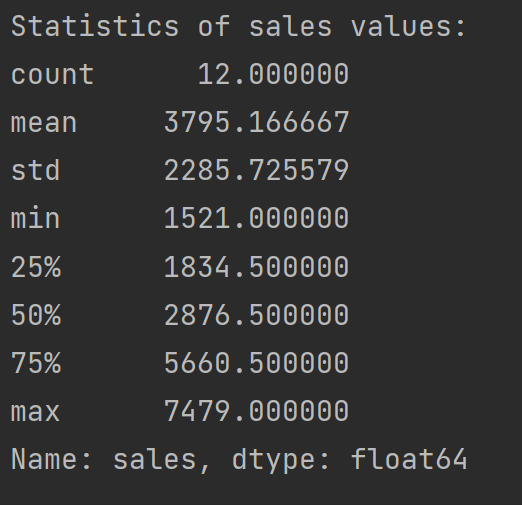 Statistics of sales values:
count      12.000000
mean     3795.166667
std      2285.725579
min      1521.000000
25%      1834.500000
50%      2876.500000
75%      5660.500000
max      7479.000000
Name: sales, dtype: float64